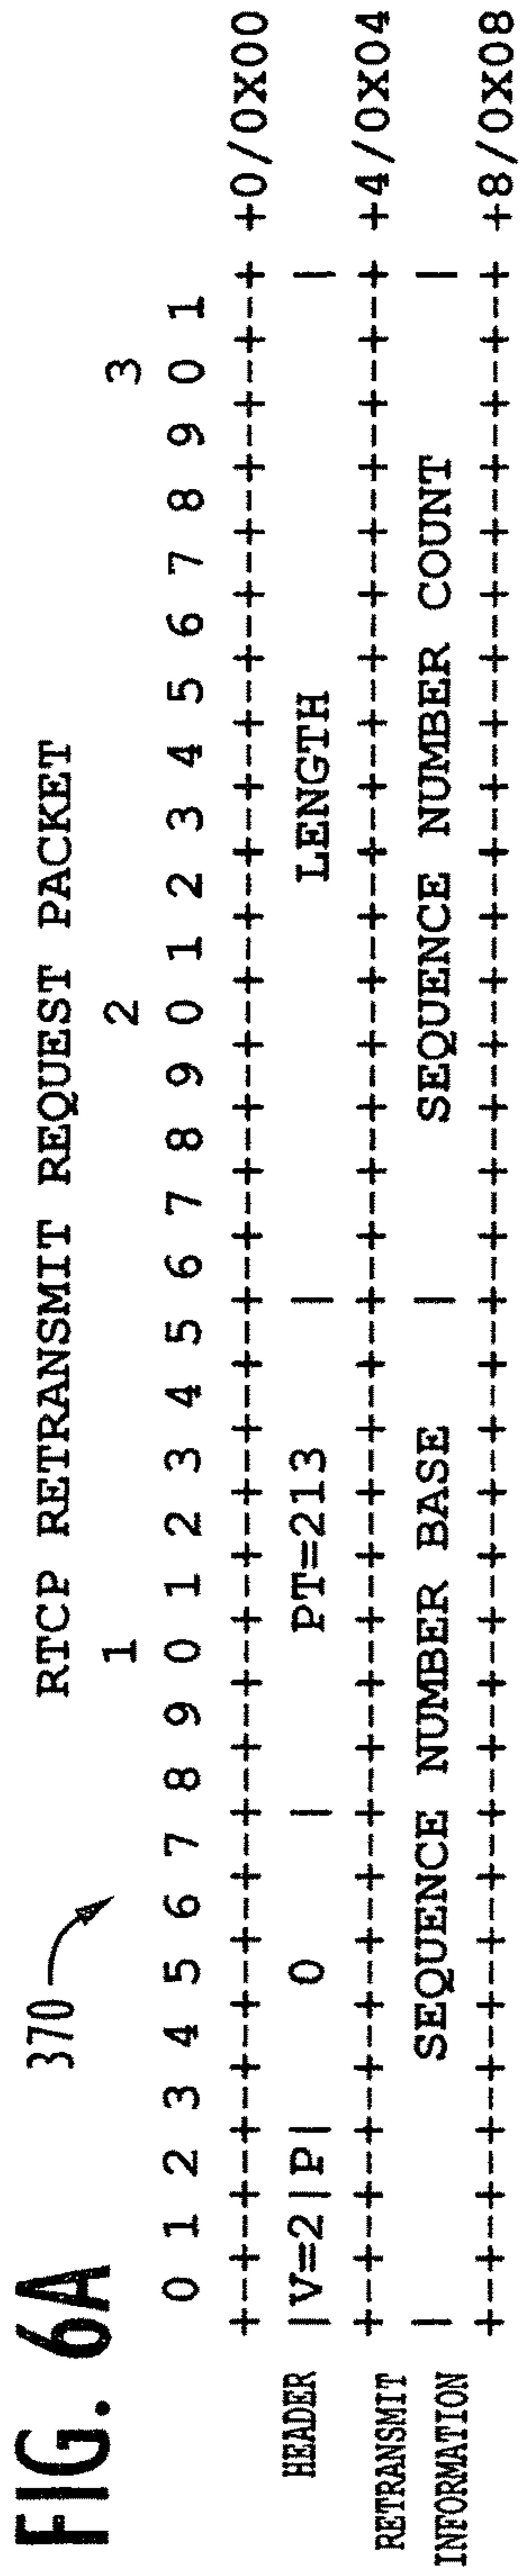 FIG. 6A
370
RTCP RETRANSMIT REQUEST PACKET
1 2 3
0 1 2 3 4 5 6 7 8 9 0 1 2 3 4 5 6 7 8 9 0 1 2 3 4 5 6 7 8 9 0 1
+-+-+-+-+-+-+-+-+-+-+-+-+-+-+-+-+-+-+-+-+-+-+-+-+-+-+-+-+-+-+-+-+ +0/0X00
HEADER |V=2|P| 0 | PT=213 | LENGTH |
+-+-+-+-+-+-+-+-+-+-+-+-+-+-+-+-+-+-+-+-+-+-+-+-+-+-+-+-+-+-+-+-+ +4/0X04
RETRANSMIT
INFORMATION | SEQUENCE NUMBER BASE | SEQUENCE NUMBER COUNT |
+-+-+-+-+-+-+-+-+-+-+-+-+-+-+-+-+-+-+-+-+-+-+-+-+-+-+-+-+-+-+-+-+ +8/0X08